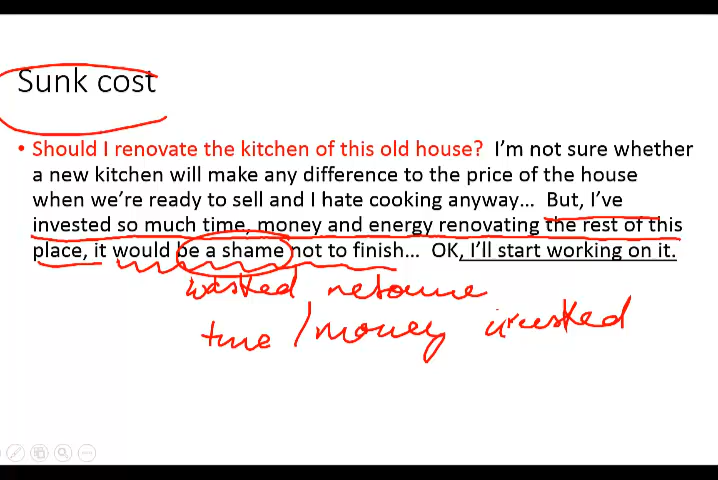 Sunk cost
• Should I renovate the kitchen of this old house? I'm not sure whether
a new kitchen will make any difference to the price of the house
when we're ready to sell and I hate cooking anyway... But, I've
invested so much time, money and energy renovating the rest of this
place, it would be a shame not to finish... OK, I'll start working on it.
wasted resource
time / money invested